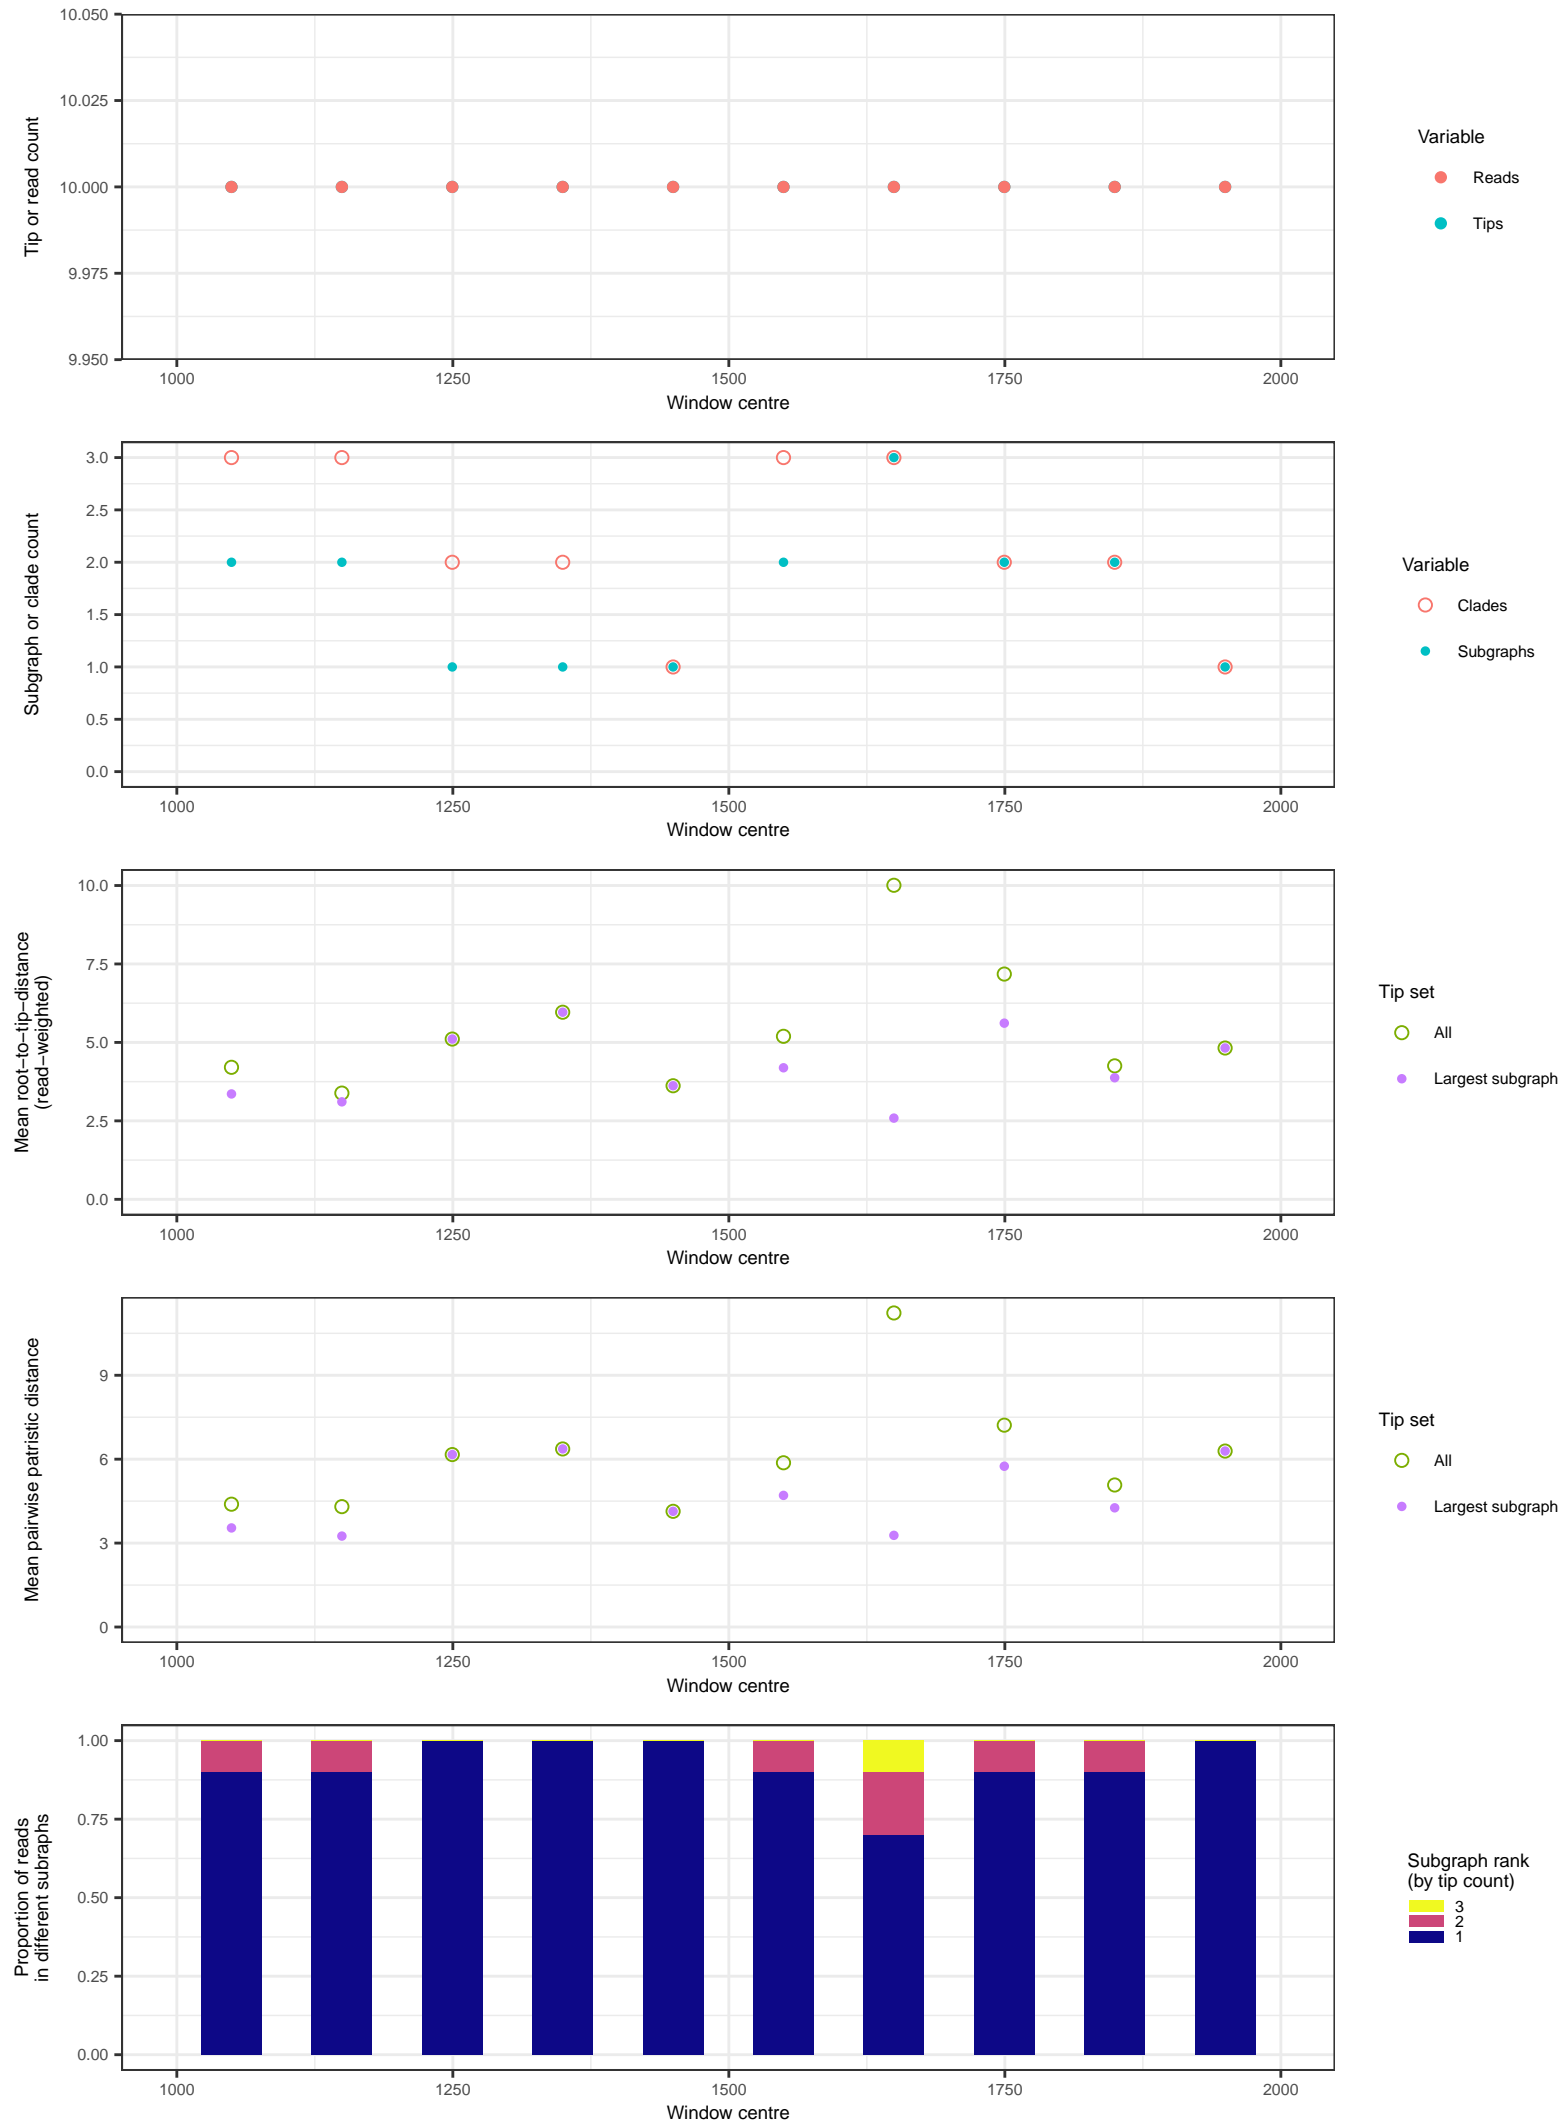 10.050
10.025
10.000
9.975
9.950
Tip or read count
1000 1250 1500 1750 2000
Window centre
Variable
Reads
Tips
3.0
2.5
2.0
1.5
1.0
0.5
0.0
Subgraph or clade count
1000 1250 1500 1750 2000
Window centre
Variable
Clades
Subgraphs
10.0
7.5
5.0
2.5
0.0
Mean root−to−tip−distance
(read−weighted)
1000 1250 1500 1750 2000
Window centre
Tip set
All
Largest subgraph
9
6
3
0
Mean pairwise patristic distance
1000 1250 1500 1750 2000
Window centre
Tip set
All
Largest subgraph
1.00
0.75
0.50
0.25
0.00
Proportion of reads
in different subraphs
1000 1250 1500 1750 2000
Window centre
Subgraph rank
(by tip count)
3
2
1